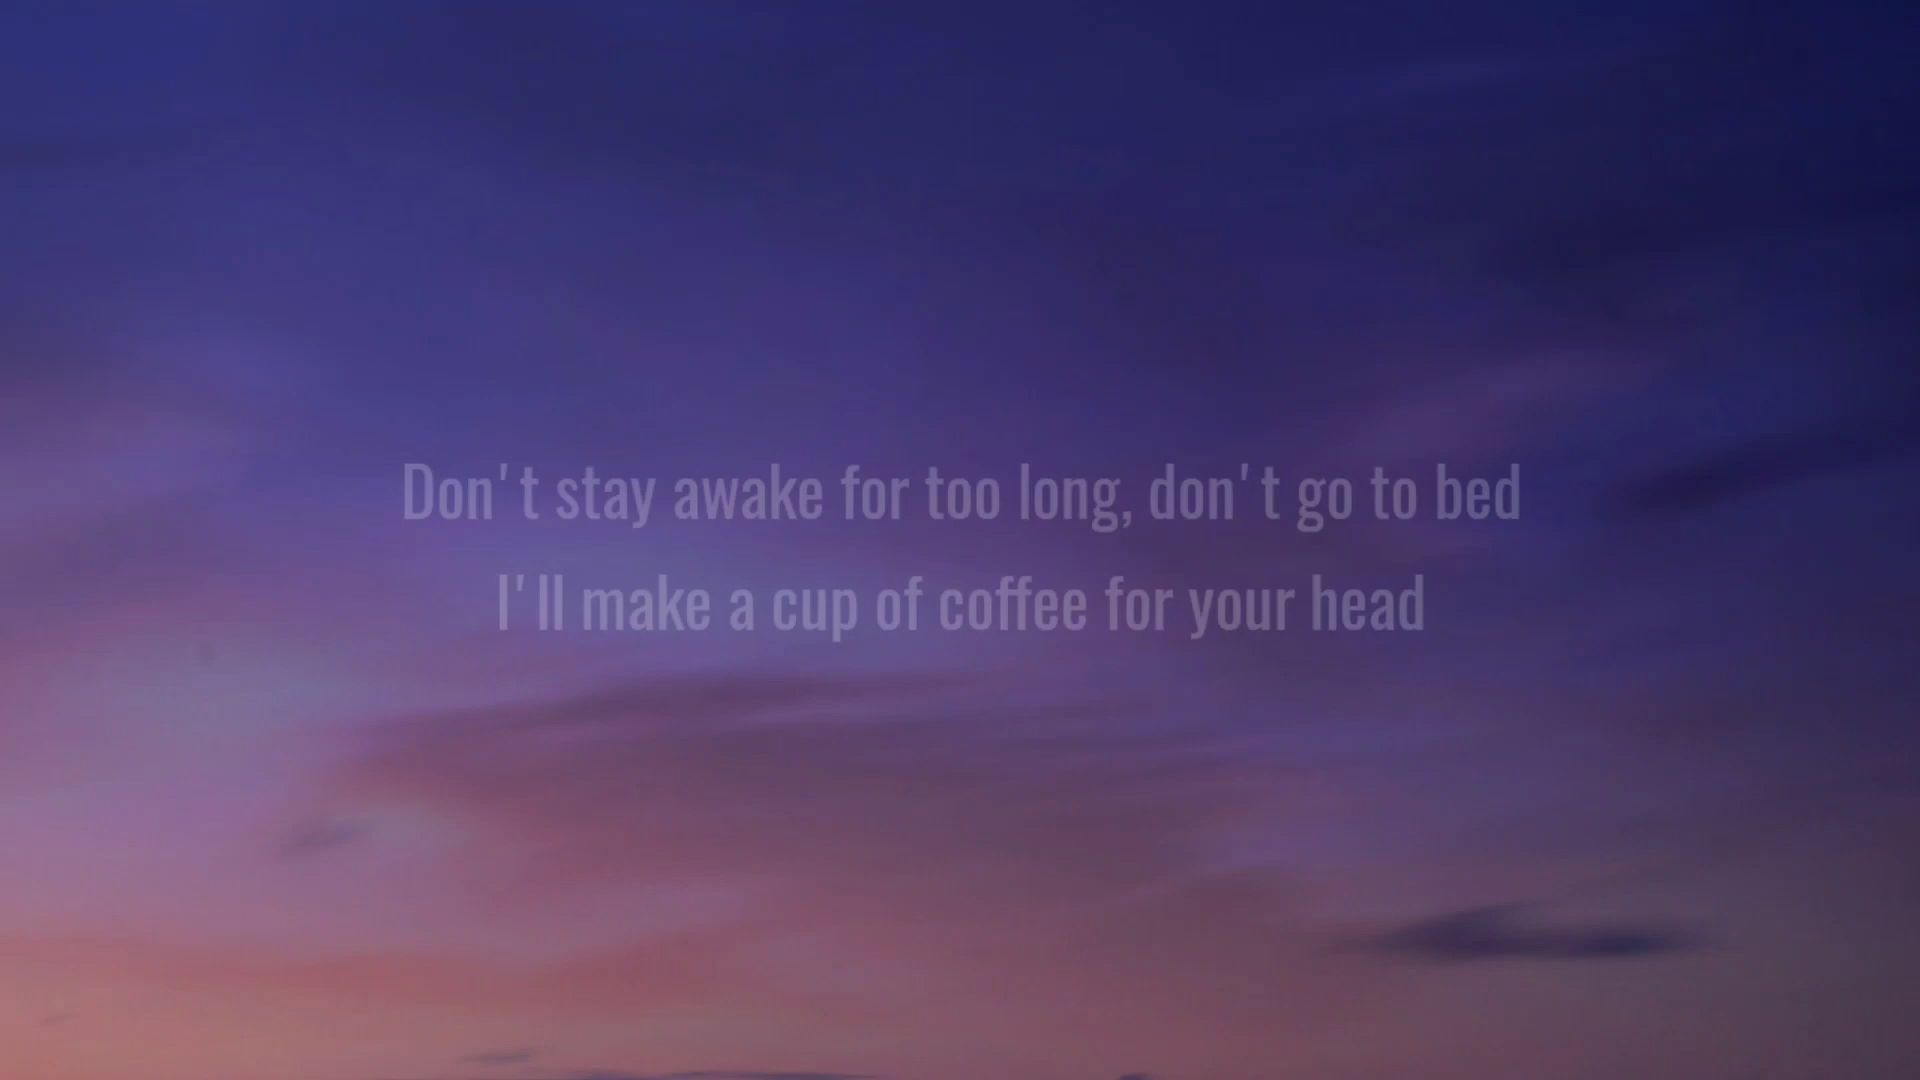 Don't stay awake for too long, don't go to bed
I'll make a cup of coffee for your head